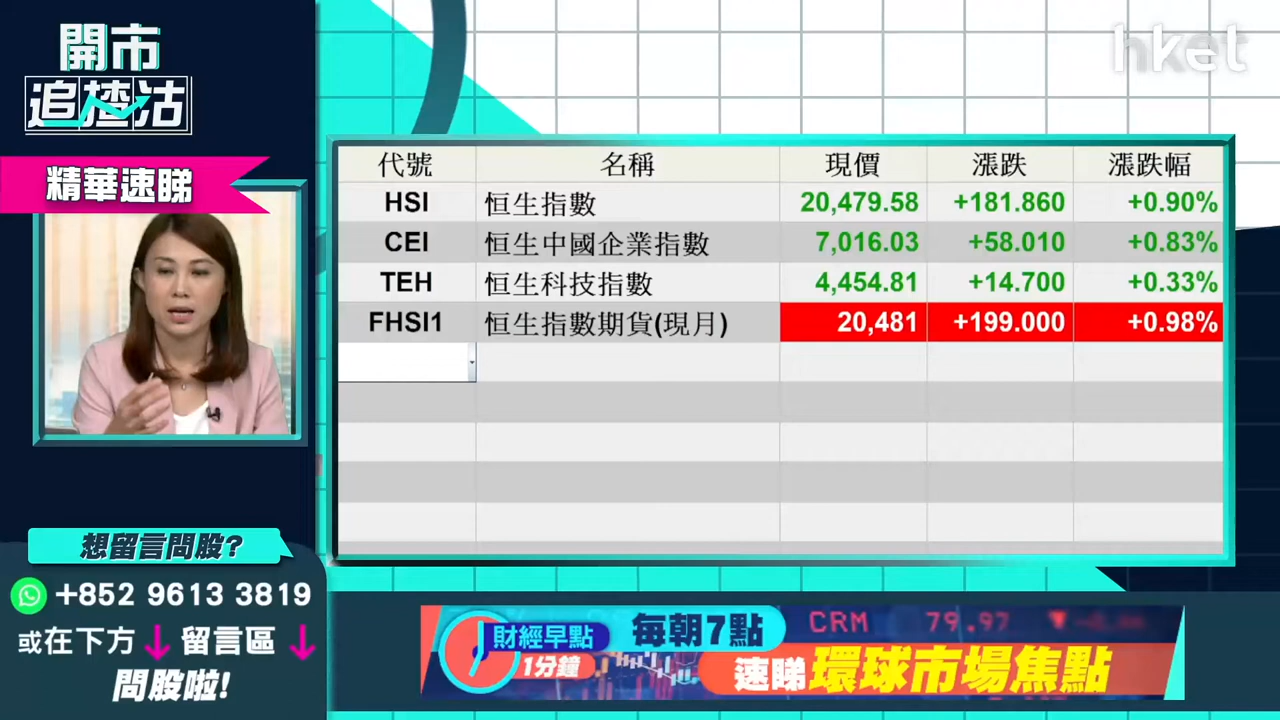 開市
追揸沽
精華速睇
hket
代號 名稱 現價 漲跌 漲跌幅
HSI 恒生指數 20,479.58 +181.860 +0.90%
CEI 恒生中國企業指數 7,016.03 +58.010 +0.83%
TEH 恒生科技指數 4,454.81 +14.700 +0.33%
FHSI1 恒生指數期貨(現月) 20,481 +199.000 +0.98%
想留言問股?
+852 9613 3819
或在下方↓留言區↓
問股啦!
財經早點
1分鐘
每朝7點
速睇環球市場焦點
CRM 79.97